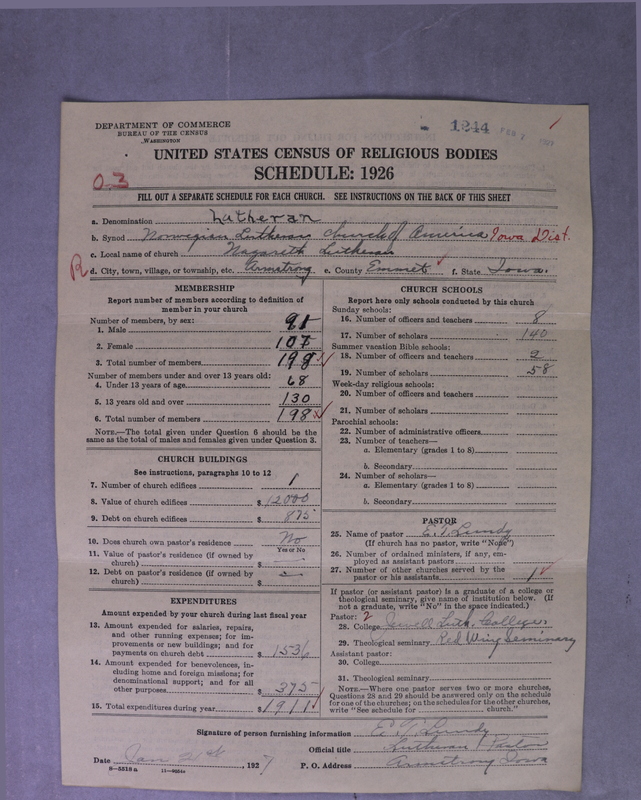 DEPARTMENT OF COMMERCE
BUREAU OF THE CENSUS
WASHINGTON
1244 FEB
UNITED STATES CENSUS OF RELIGIOUS BODIES
SCHEDULE: 1926
0-3
FILL OUT A SEPARATE SCHEDULE FOR EACH CHURCH. SEE INSTRUCTIONS ON THE BACK OF THIS SHEET
a. Denomination Lutheran
b. Synod Norwegian Lutheran Church of America Iowa Dist.
c. Local name of church Nazareth Lutheran
R d. City, town, village, or township, etc. Armstrong e. County Emmet f. State Iowa.
MEMBERSHIP
Report number of members according to definition of
member in your church
Number of members, by sex:
1. Male 91
2. Female 107
3. Total number of members 198
Number of members under and over 13 years old:
4. Under 13 years of age 68
5. 13 years old and over 130
6. Total number of members 198
NOTE.—The total given under Question 6 should be the
same as the total of males and females given under Question 3.
CHURCH BUILDINGS
See instructions, paragraphs 10 to 12
7. Number of church edifices 1
8. Value of church edifices $ 12000
9. Debt on church edifices $ 875
10. Does church own pastor's residence No
Yes or No
11. Value of pastor's residence (if owned by
church) $ —
12. Debt on pastor's residence (if owned by
church) $ —
EXPENDITURES
Amount expended by your church during last fiscal year
13. Amount expended for salaries, repairs,
and other running expenses; for im-
provements or new buildings; and for
payments on church debt $ 1536
14. Amount expended for benevolences, in-
cluding home and foreign missions; for
denominational support; and for all
other purposes $ 375
15. Total expenditures during year $ 1911
CHURCH SCHOOLS
Report here only schools conducted by this church
Sunday schools:
16. Number of officers and teachers 8
17. Number of scholars 140
Summer vacation Bible schools:
18. Number of officers and teachers 2
19. Number of scholars 58
Week-day religious schools:
20. Number of officers and teachers
21. Number of scholars
Parochial schools:
22. Number of administrative officers
23. Number of teachers—
a. Elementary (grades 1 to 8)
b. Secondary
24. Number of scholars—
a. Elementary (grades 1 to 8)
b. Secondary
PASTOR
25. Name of pastor E. T. Lundy
(If church has no pastor, write "None")
26. Number of ordained ministers, if any, em-
ployed as assistant pastors
27. Number of other churches served by the
pastor or his assistants 1
If pastor (or assistant pastor) is a graduate of a college or
theological seminary, give name of institution below. (If
not a graduate, write "No" in the space indicated.)
Pastor: 2
28. College Jewell Luth. College
29. Theological seminary Red Wing Seminary
Assistant pastor:
30. College
31. Theological seminary
NOTE.—Where one pastor serves two or more churches,
Questions 28 and 29 should be answered only on the schedule
for one of the churches; on the schedules for the other churches,
write "See schedule for church."
Signature of person furnishing information E. T. Lundy
Official title Lutheran Pastor
Date Jan 21st, 1927 P. O. Address Armstrong Iowa
8—5518a